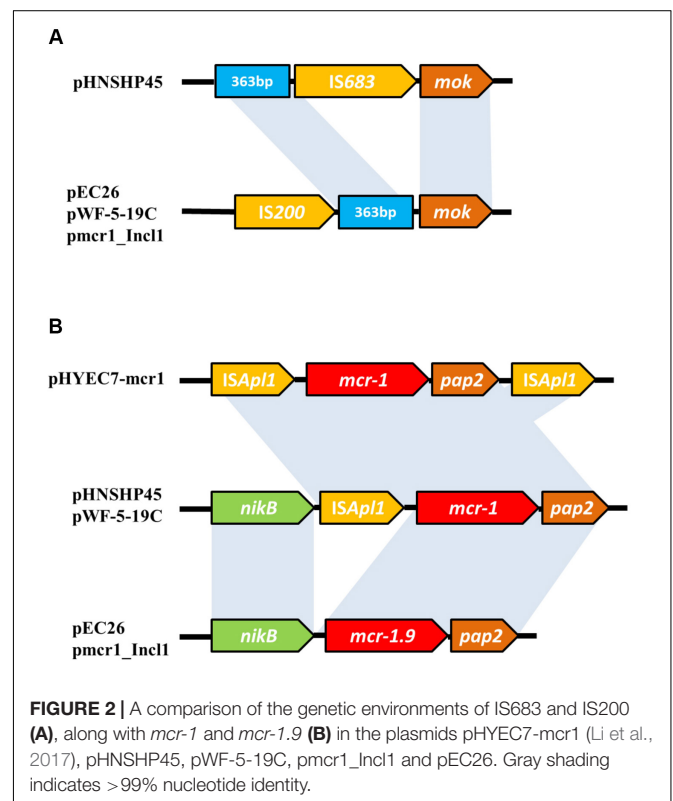 A
pHNSHP45
363bp IS683 mok
pEC26
pWF-5-19C
pmcr1_Incl1
IS200 363bp mok
B
pHYEC7-mcr1
ISApl1 mcr-1 pap2 ISApl1
pHNSHP45
pWF-5-19C
nikB ISApl1 mcr-1 pap2
pEC26
pmcr1_Incl1
nikB mcr-1.9 pap2
FIGURE 2 | A comparison of the genetic environments of IS683 and IS200
(A), along with mcr-1 and mcr-1.9 (B) in the plasmids pHYEC7-mcr1 (Li et al.,
2017), pHNSHP45, pWF-5-19C, pmcr1_Incl1 and pEC26. Gray shading
indicates >99% nucleotide identity.